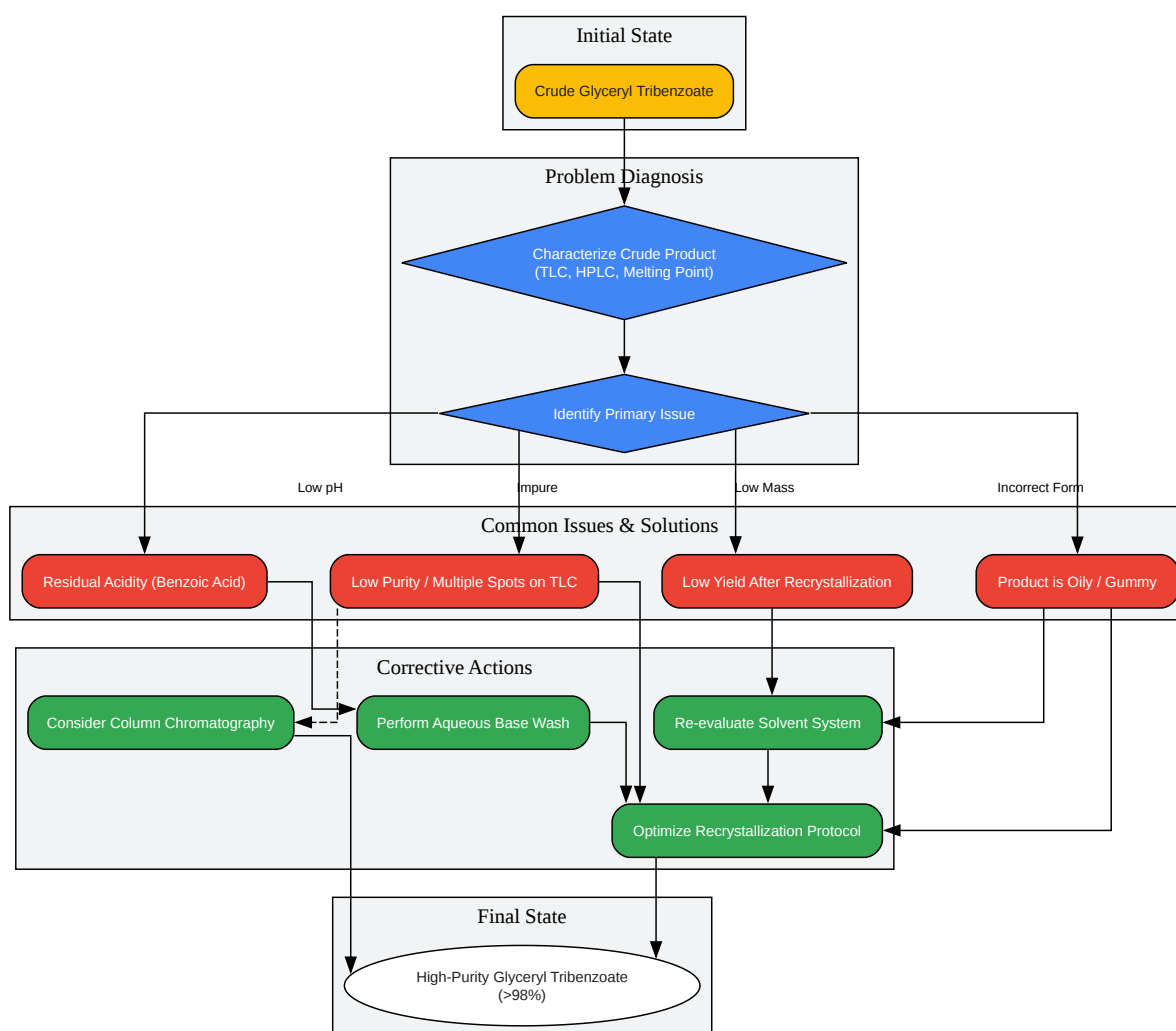 Initial State
Crude Glyceryl Tribenzoate
Problem Diagnosis
Characterize Crude Product
(TLC, HPLC, Melting Point)
Identify Primary Issue
Low pH
Impure
Low Mass
Incorrect Form
Common Issues & Solutions
Residual Acidity (Benzoic Acid)
Low Purity / Multiple Spots on TLC
Low Yield After Recrystallization
Product is Oily / Gummy
Corrective Actions
Consider Column Chromatography
Perform Aqueous Base Wash
Re-evaluate Solvent System
Optimize Recrystallization Protocol
Final State
High-Purity Glyceryl Tribenzoate
(>98%)